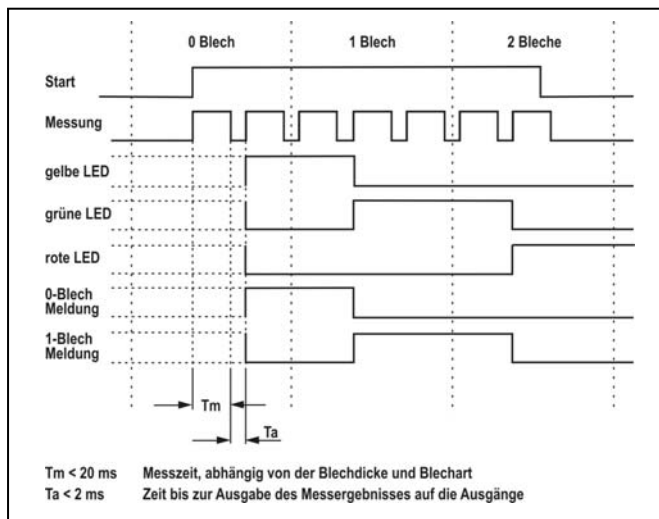 0 Blech 1 Blech 2 Bleche
Start
Messung
gelbe LED
grüne LED
rote LED
0-Blech
Meldung
1-Blech
Meldung
Tm
Ta
Tm < 20 ms Messzeit, abhängig von der Blechdicke und Blechart
Ta < 2 ms Zeit bis zur Ausgabe des Messergebnisses auf die Ausgänge